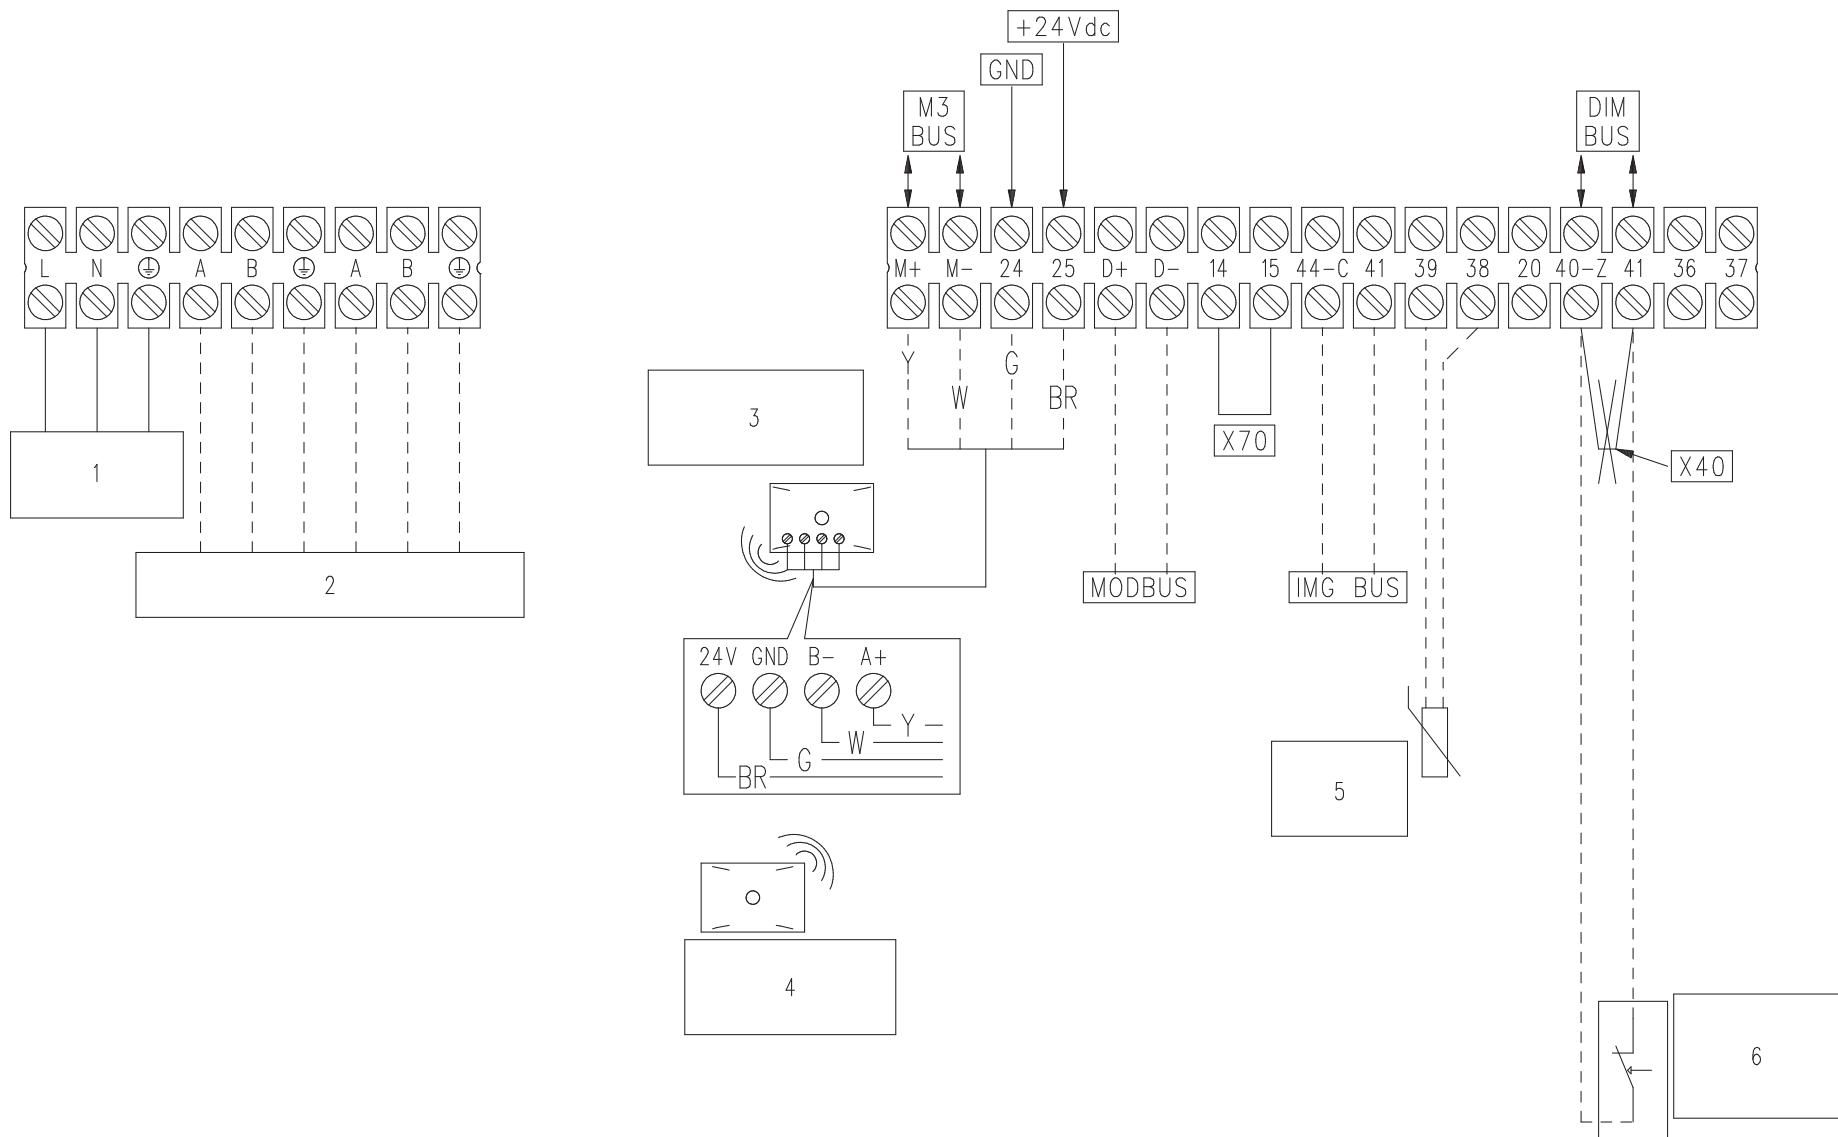 +24Vdc
GND
M3
BUS
DIM
BUS
L N A B A B
M+ M- 24 25 D+ D- 14 15 44-C 41 39 38 20 40-Z 41 36 37
Y G
W BR
3
X70
1
X40
2
MODBUS
IMG BUS
24V GND B- A+
Y
W
G
BR
5
4
6